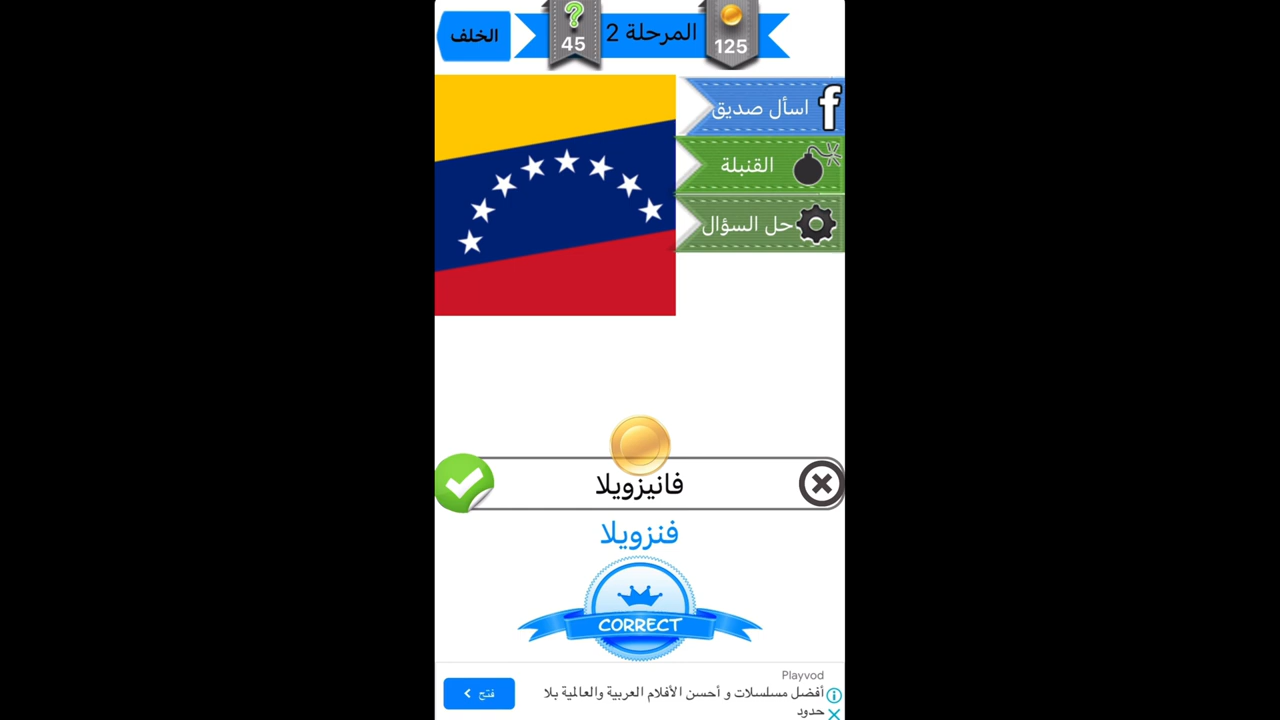 الخلف
45
المرحلة 2
125
اسأل صديق
f
القنبلة
حل السؤال
فانيزويلا
فنزويلا
CORRECT
Playvod
أفضل مسلسلات و أحسن الأفلام العربية والعالمية بلا
حدود
فتح